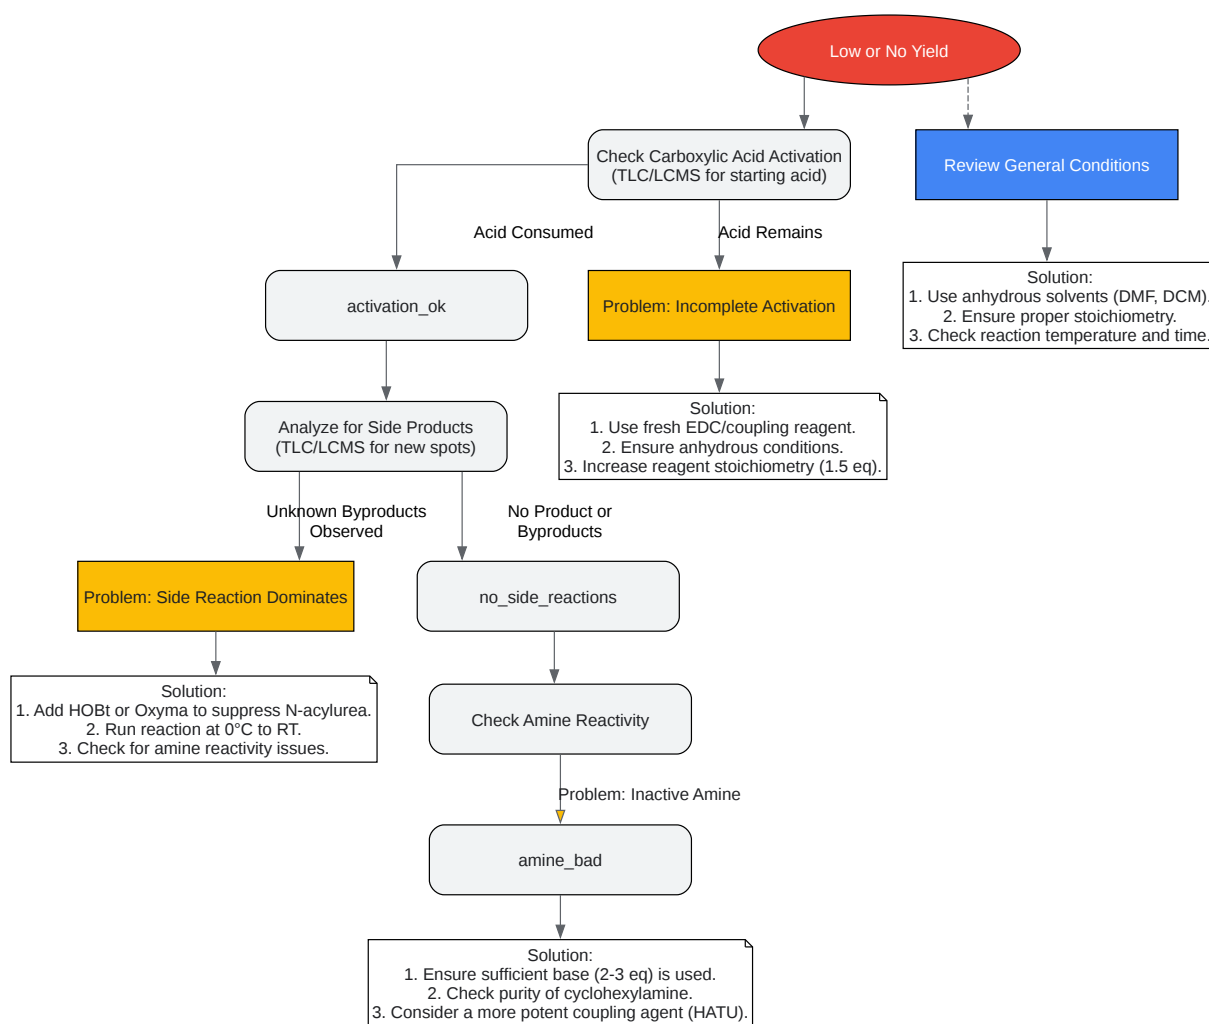 Low or No Yield
Check Carboxylic Acid Activation
(TLC/LCMS for starting acid)
Review General Conditions
Acid Consumed
Acid Remains
Solution:
1. Use anhydrous solvents (DMF, DCM).
2. Ensure proper stoichiometry.
3. Check reaction temperature and time.
activation_ok
Problem: Incomplete Activation
Solution:
1. Use fresh EDC/coupling reagent.
2. Ensure anhydrous conditions.
3. Increase reagent stoichiometry (1.5 eq).
Analyze for Side Products
(TLC/LCMS for new spots)
Unknown Byproducts
Observed
No Product or
Byproducts
Problem: Side Reaction Dominates
no_side_reactions
Solution:
1. Add HOBt or Oxyma to suppress N-acylurea.
2. Run reaction at 0°C to RT.
3. Check for amine reactivity issues.
Check Amine Reactivity
Problem: Inactive Amine
amine_bad
Solution:
1. Ensure sufficient base (2-3 eq) is used.
2. Check purity of cyclohexylamine.
3. Consider a more potent coupling agent (HATU).